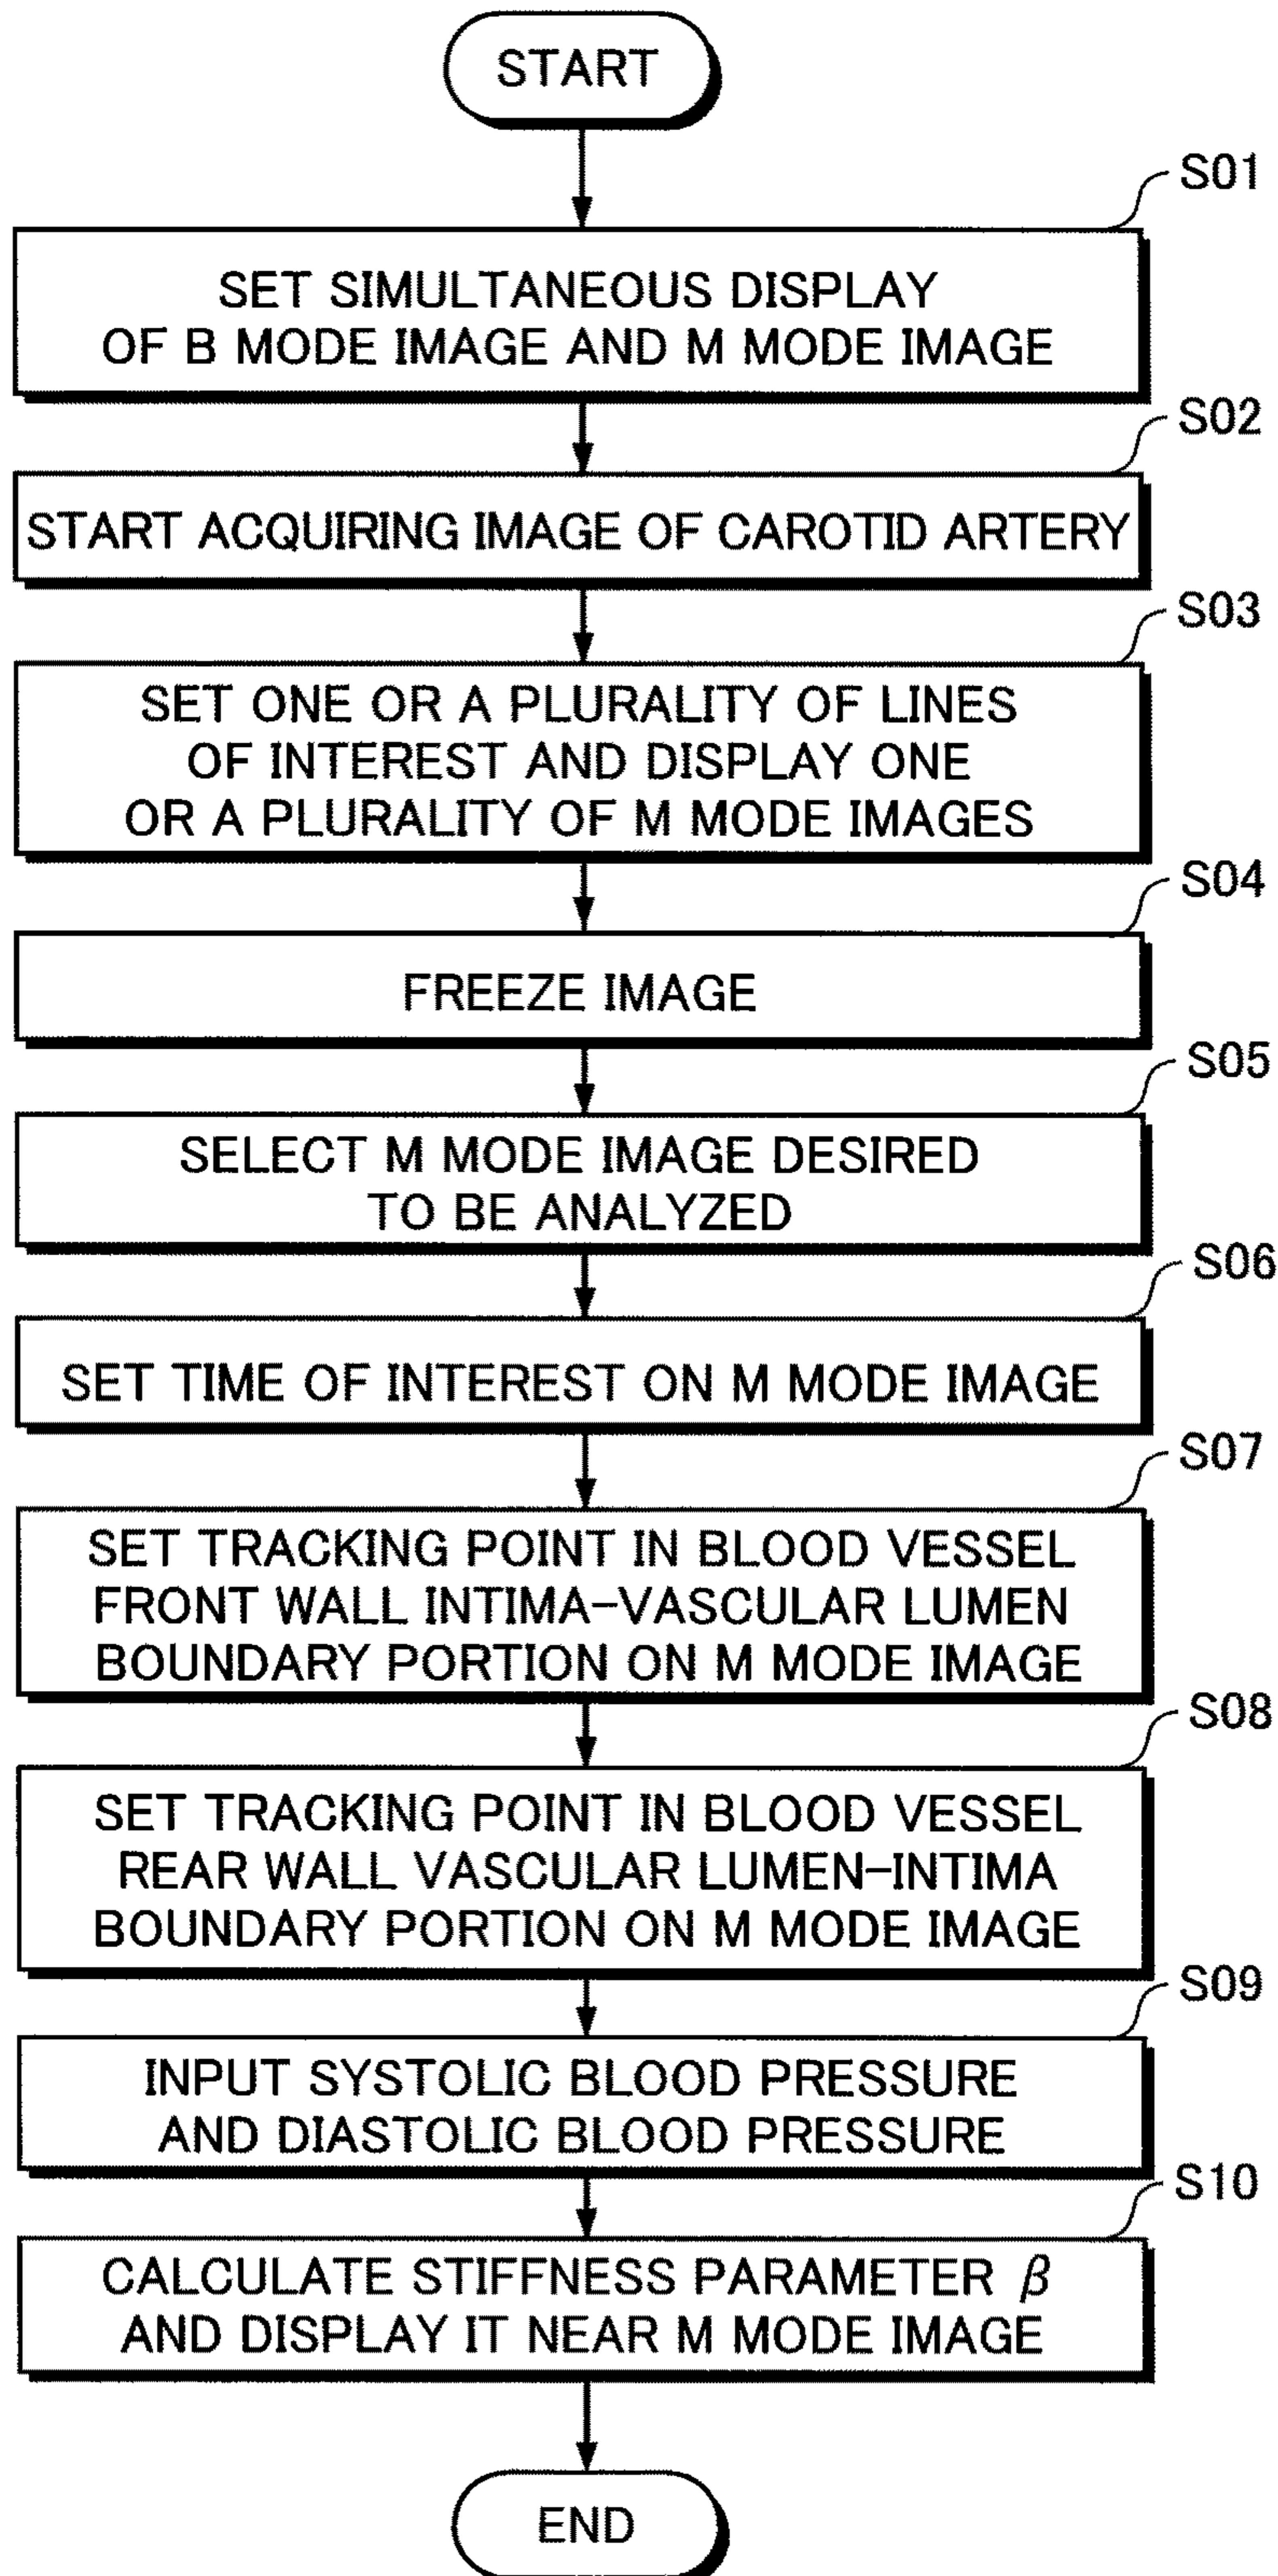 START
S01
SET SIMULTANEOUS DISPLAY
OF B MODE IMAGE AND M MODE IMAGE
S02
START ACQUIRING IMAGE OF CAROTID ARTERY
S03
SET ONE OR A PLURALITY OF LINES
OF INTEREST AND DISPLAY ONE
OR A PLURALITY OF M MODE IMAGES
S04
FREEZE IMAGE
S05
SELECT M MODE IMAGE DESIRED
TO BE ANALYZED
S06
SET TIME OF INTEREST ON M MODE IMAGE
S07
SET TRACKING POINT IN BLOOD VESSEL
FRONT WALL INTIMA-VASCULAR LUMEN
BOUNDARY PORTION ON M MODE IMAGE
S08
SET TRACKING POINT IN BLOOD VESSEL
REAR WALL VASCULAR LUMEN-INTIMA
BOUNDARY PORTION ON M MODE IMAGE
S09
INPUT SYSTOLIC BLOOD PRESSURE
AND DIASTOLIC BLOOD PRESSURE
S10
CALCULATE STIFFNESS PARAMETER β
AND DISPLAY IT NEAR M MODE IMAGE
END